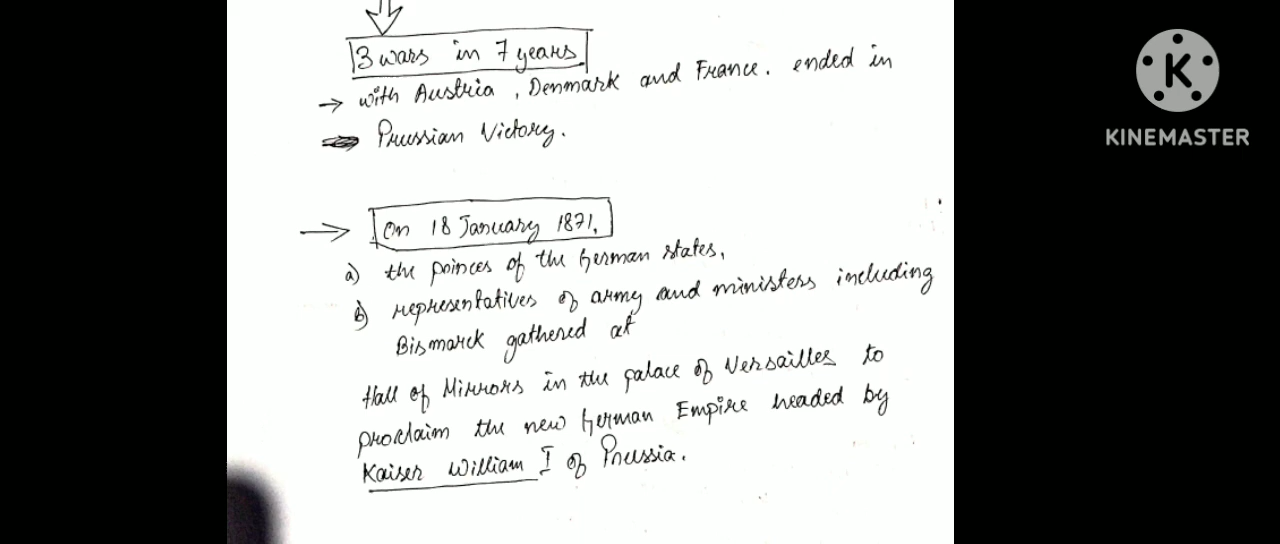 3 wars in 7 years.
→ with Austria, Denmark and France. ended in
Prussian Victory.
→ On 18 January 1871,
a) the princes of the German states,
b) representatives of army and ministers including
Bismarck gathered at
Hall of Mirrors in the palace of Versailles to
proclaim the new German Empire headed by
Kaiser William I of Prussia.
K
KINEMASTER